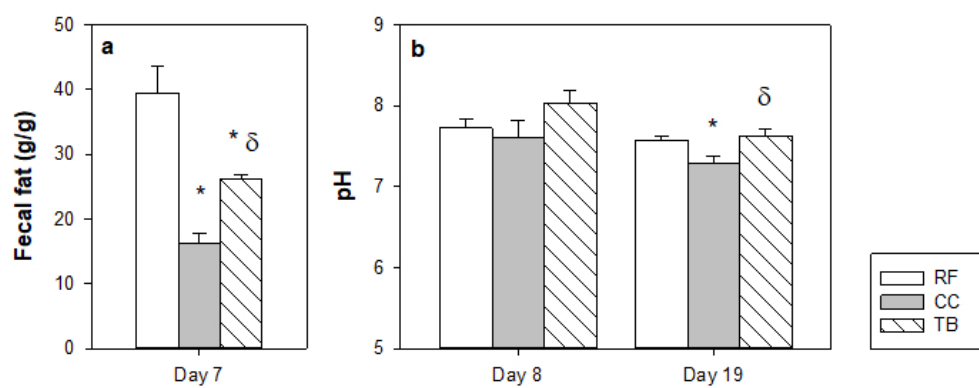 a
Fecal fat (g/g)
50
40
30
20
10
0
*
* δ
Day 7
b
pH
9
8
7
6
5
*
δ
Day 8
Day 19
RF
CC
TB